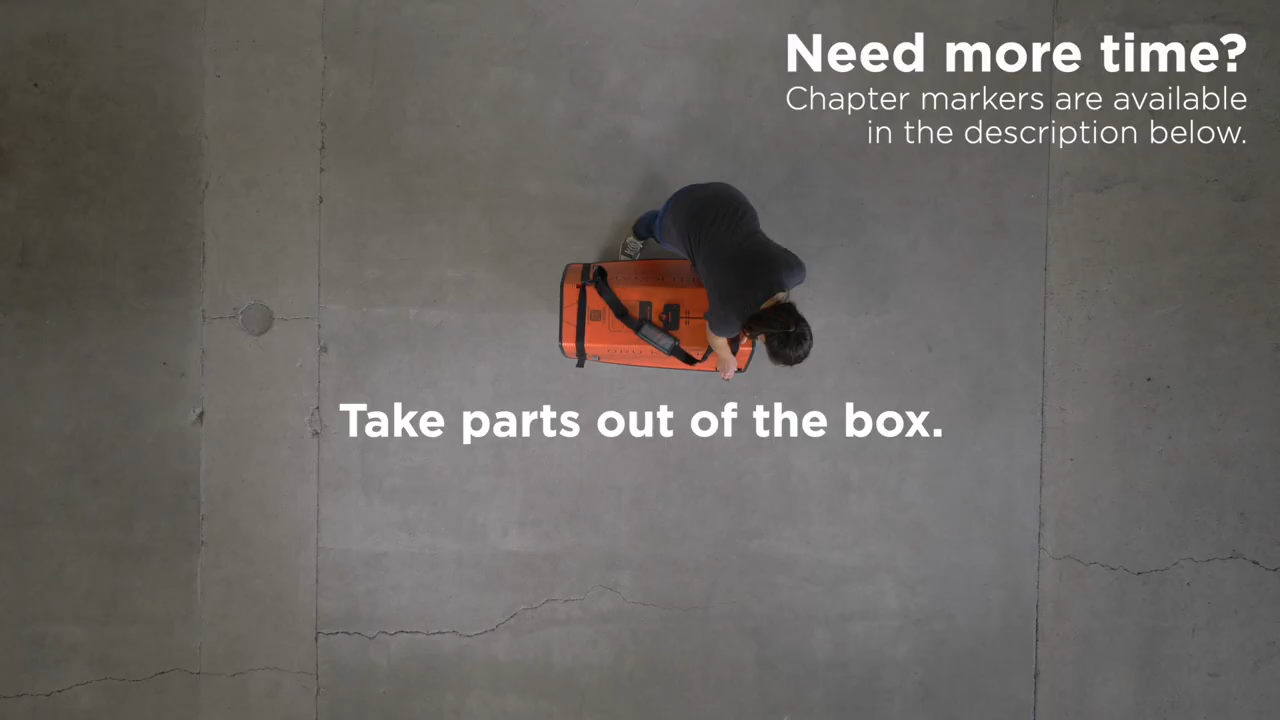 Need more time?
Chapter markers are available
in the description below.
Take parts out of the box.